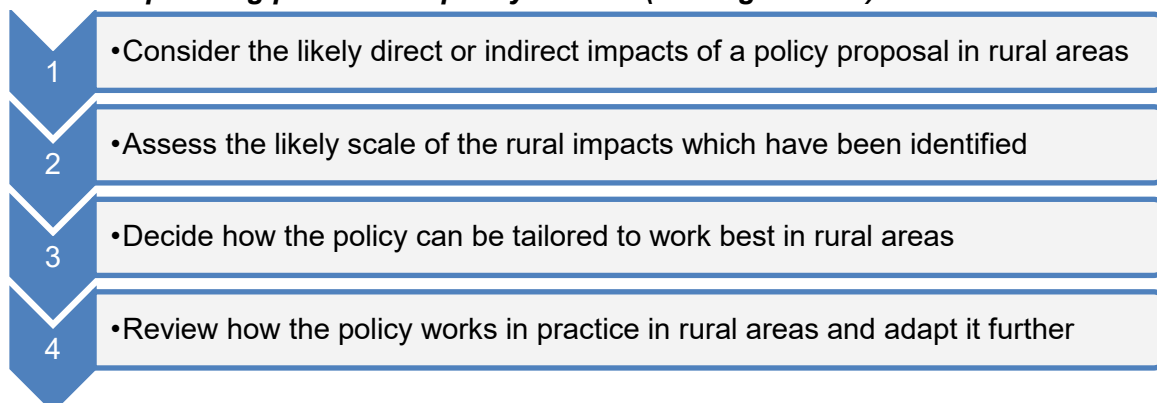 1
•Consider the likely direct or indirect impacts of a policy proposal in rural areas
2
•Assess the likely scale of the rural impacts which have been identified
3
•Decide how the policy can be tailored to work best in rural areas
4
•Review how the policy works in practice in rural areas and adapt it further